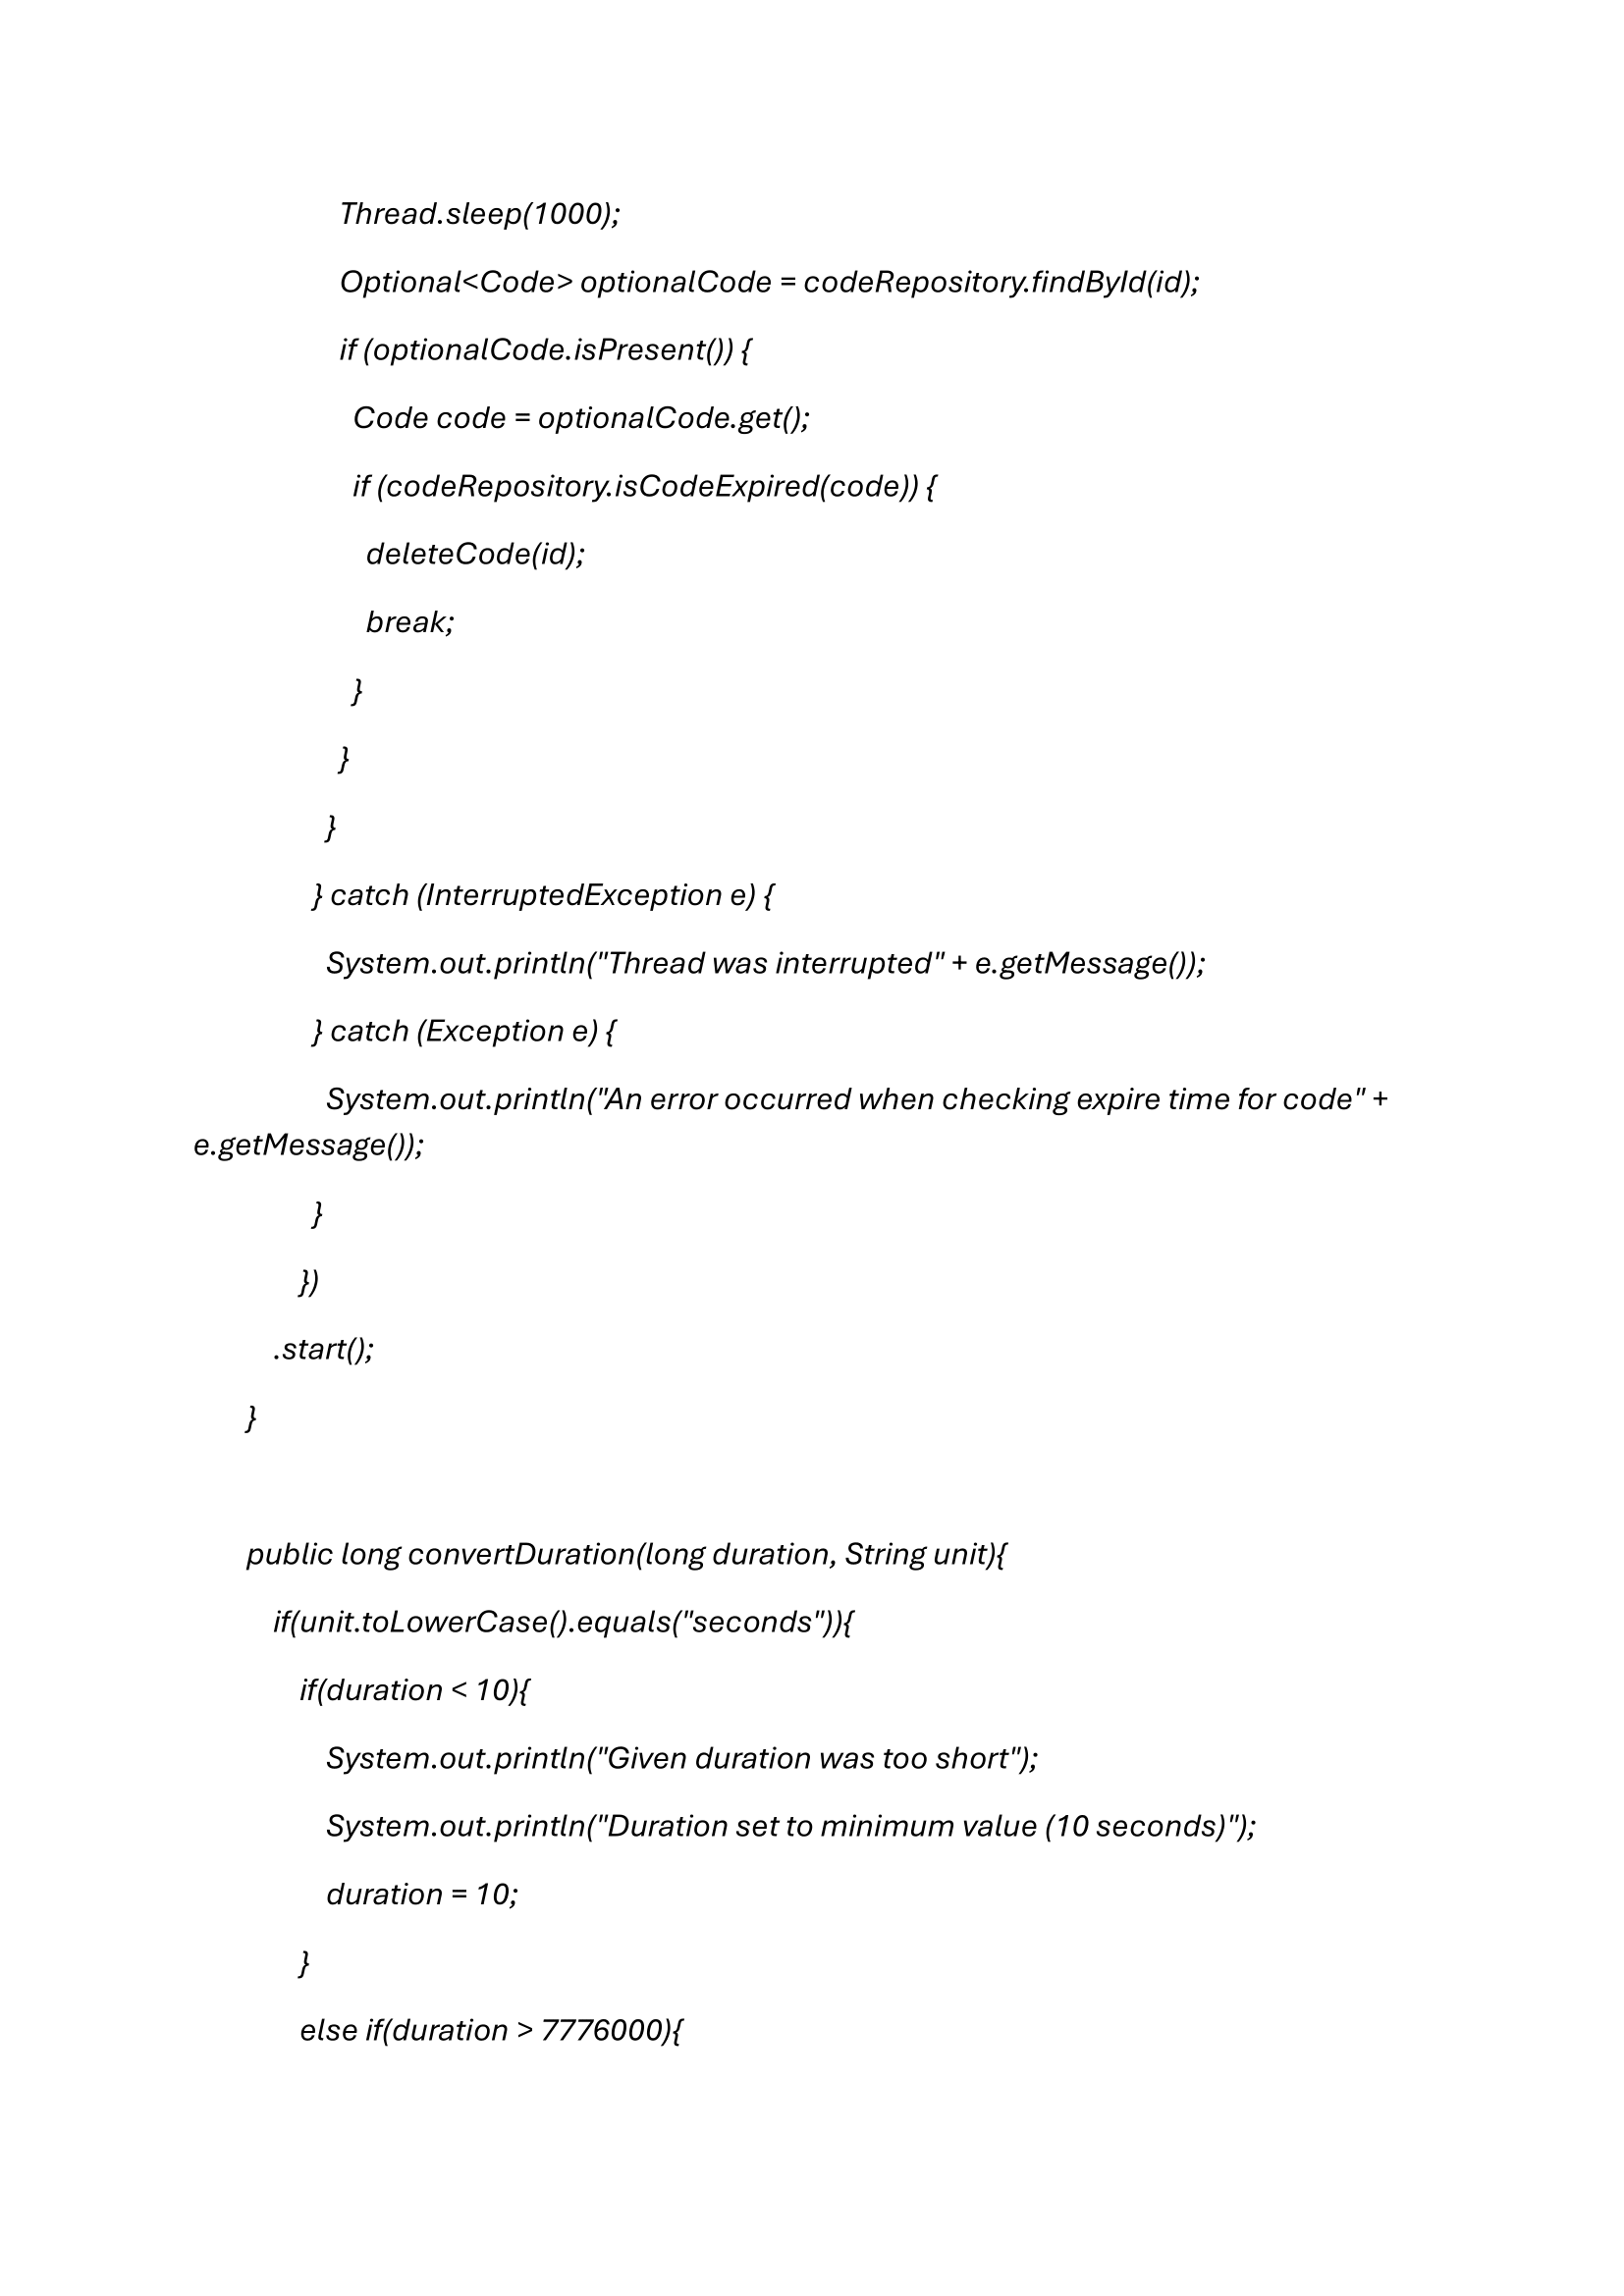 Thread.sleep(1000);
Optional<Code> optionalCode = codeRepository.findById(id);
if (optionalCode.isPresent()) {
Code code = optionalCode.get();
if (codeRepository.isCodeExpired(code)) {
deleteCode(id);
break;
}
}
}
} catch (InterruptedException e) {
System.out.println("Thread was interrupted" + e.getMessage());
} catch (Exception e) {
System.out.println("An error occurred when checking expire time for code" +
e.getMessage());
}
})
.start();
}
public long convertDuration(long duration, String unit){
if(unit.toLowerCase().equals("seconds")){
if(duration < 10){
System.out.println("Given duration was too short");
System.out.println("Duration set to minimum value (10 seconds)");
duration = 10;
}
else if(duration > 7776000){